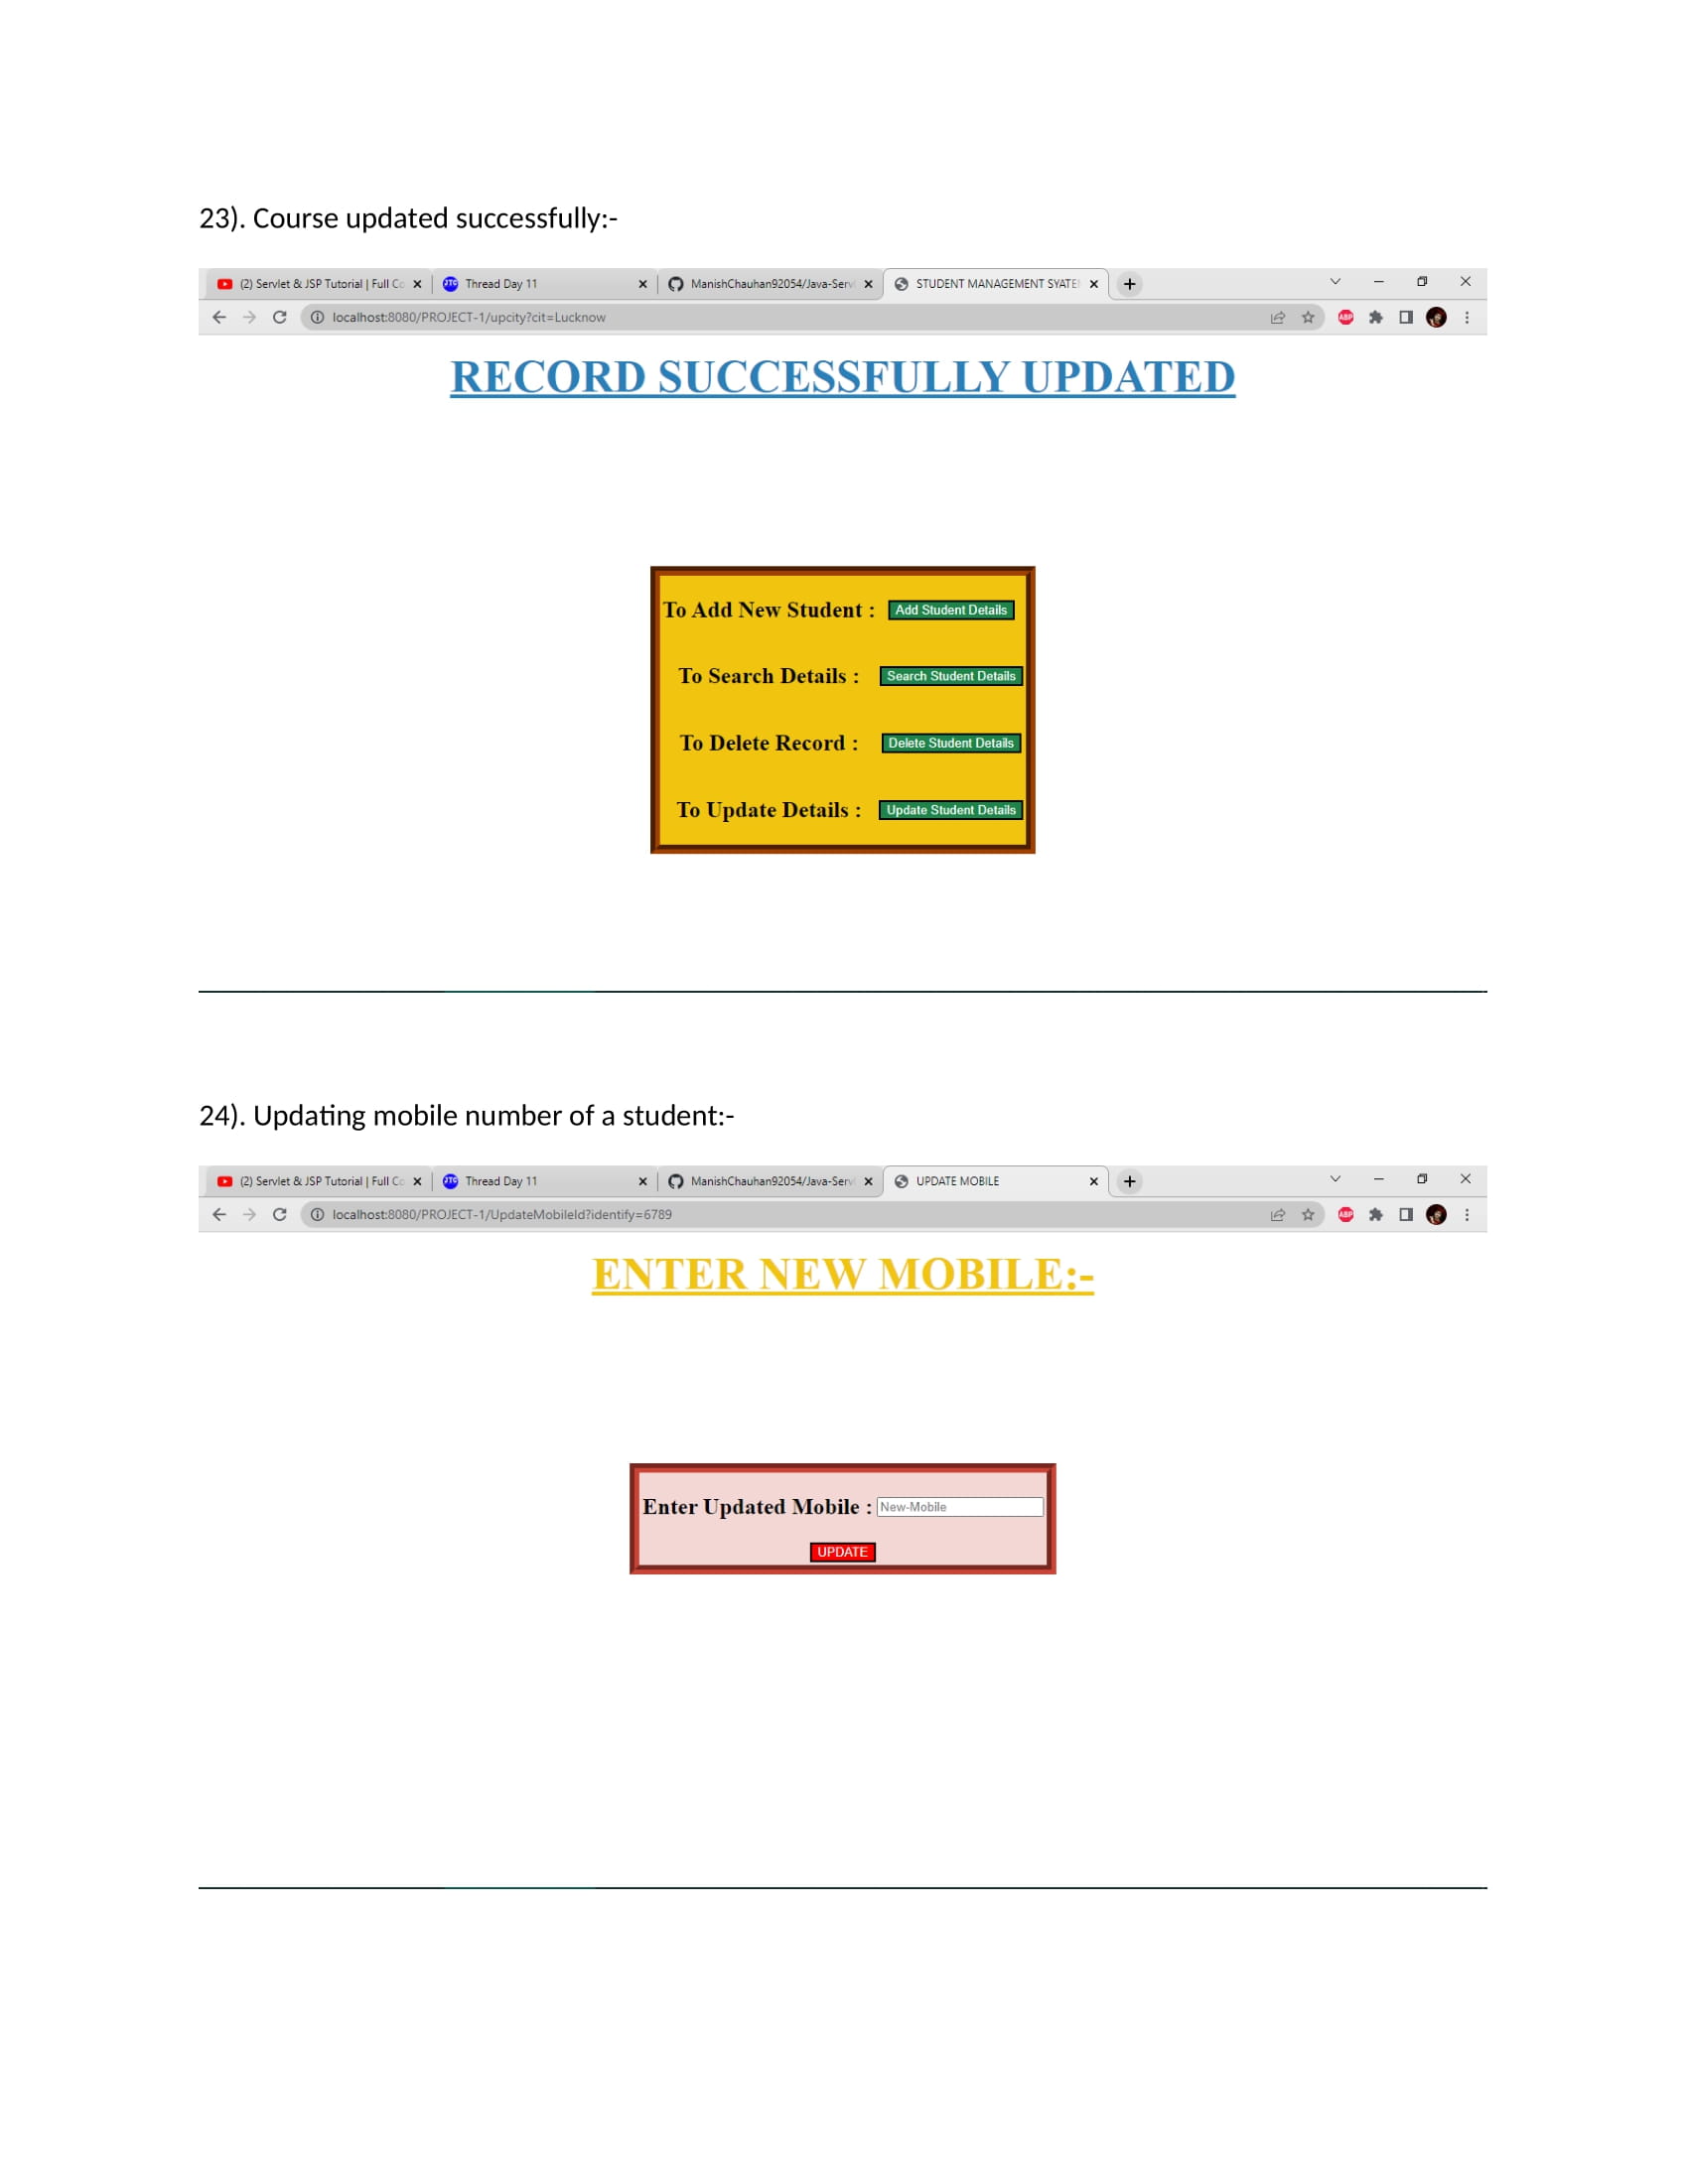 23). Course updated successfully:-
(2) Servlet & JSP Tutorial | Full Co
Thread Day 11
ManishChauhan92054/Java-Serv
STUDENT MANAGEMENT SYATE
localhost:8080/PROJECT-1/upcity?cit=Lucknow
ABP
RECORD SUCCESSFULLY UPDATED
To Add New Student : Add Student Details
To Search Details : Search Student Details
To Delete Record : Delete Student Details
To Update Details : Update Student Details
24). Updating mobile number of a student:-
(2) Servlet & JSP Tutorial | Full Co
Thread Day 11
ManishChauhan92054/Java-Serv
UPDATE MOBILE
localhost:8080/PROJECT-1/UpdateMobileId?identify=6789
ABP
ENTER NEW MOBILE:-
Enter Updated Mobile : New-Mobile
UPDATE